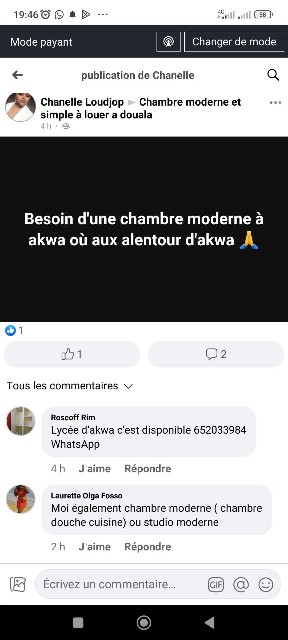 19:46
4G
58
Mode payant
Changer de mode
publication de Chanelle
Chanelle Loudjop ► Chambre moderne et
simple à louer a douala
4 h
Besoin d'une chambre moderne à
akwa où aux alentour d'akwa 🙏
1
1
2
Tous les commentaires
Roscoff Rim
Lycée d'akwa c'est disponible 652033984
WhatsApp
4 h J'aime Répondre
Laurette Olga Fosso
Moi également chambre moderne ( chambre
douche cuisine) ou studio moderne
2 h J'aime Répondre
Écrivez un commentaire...
GIF